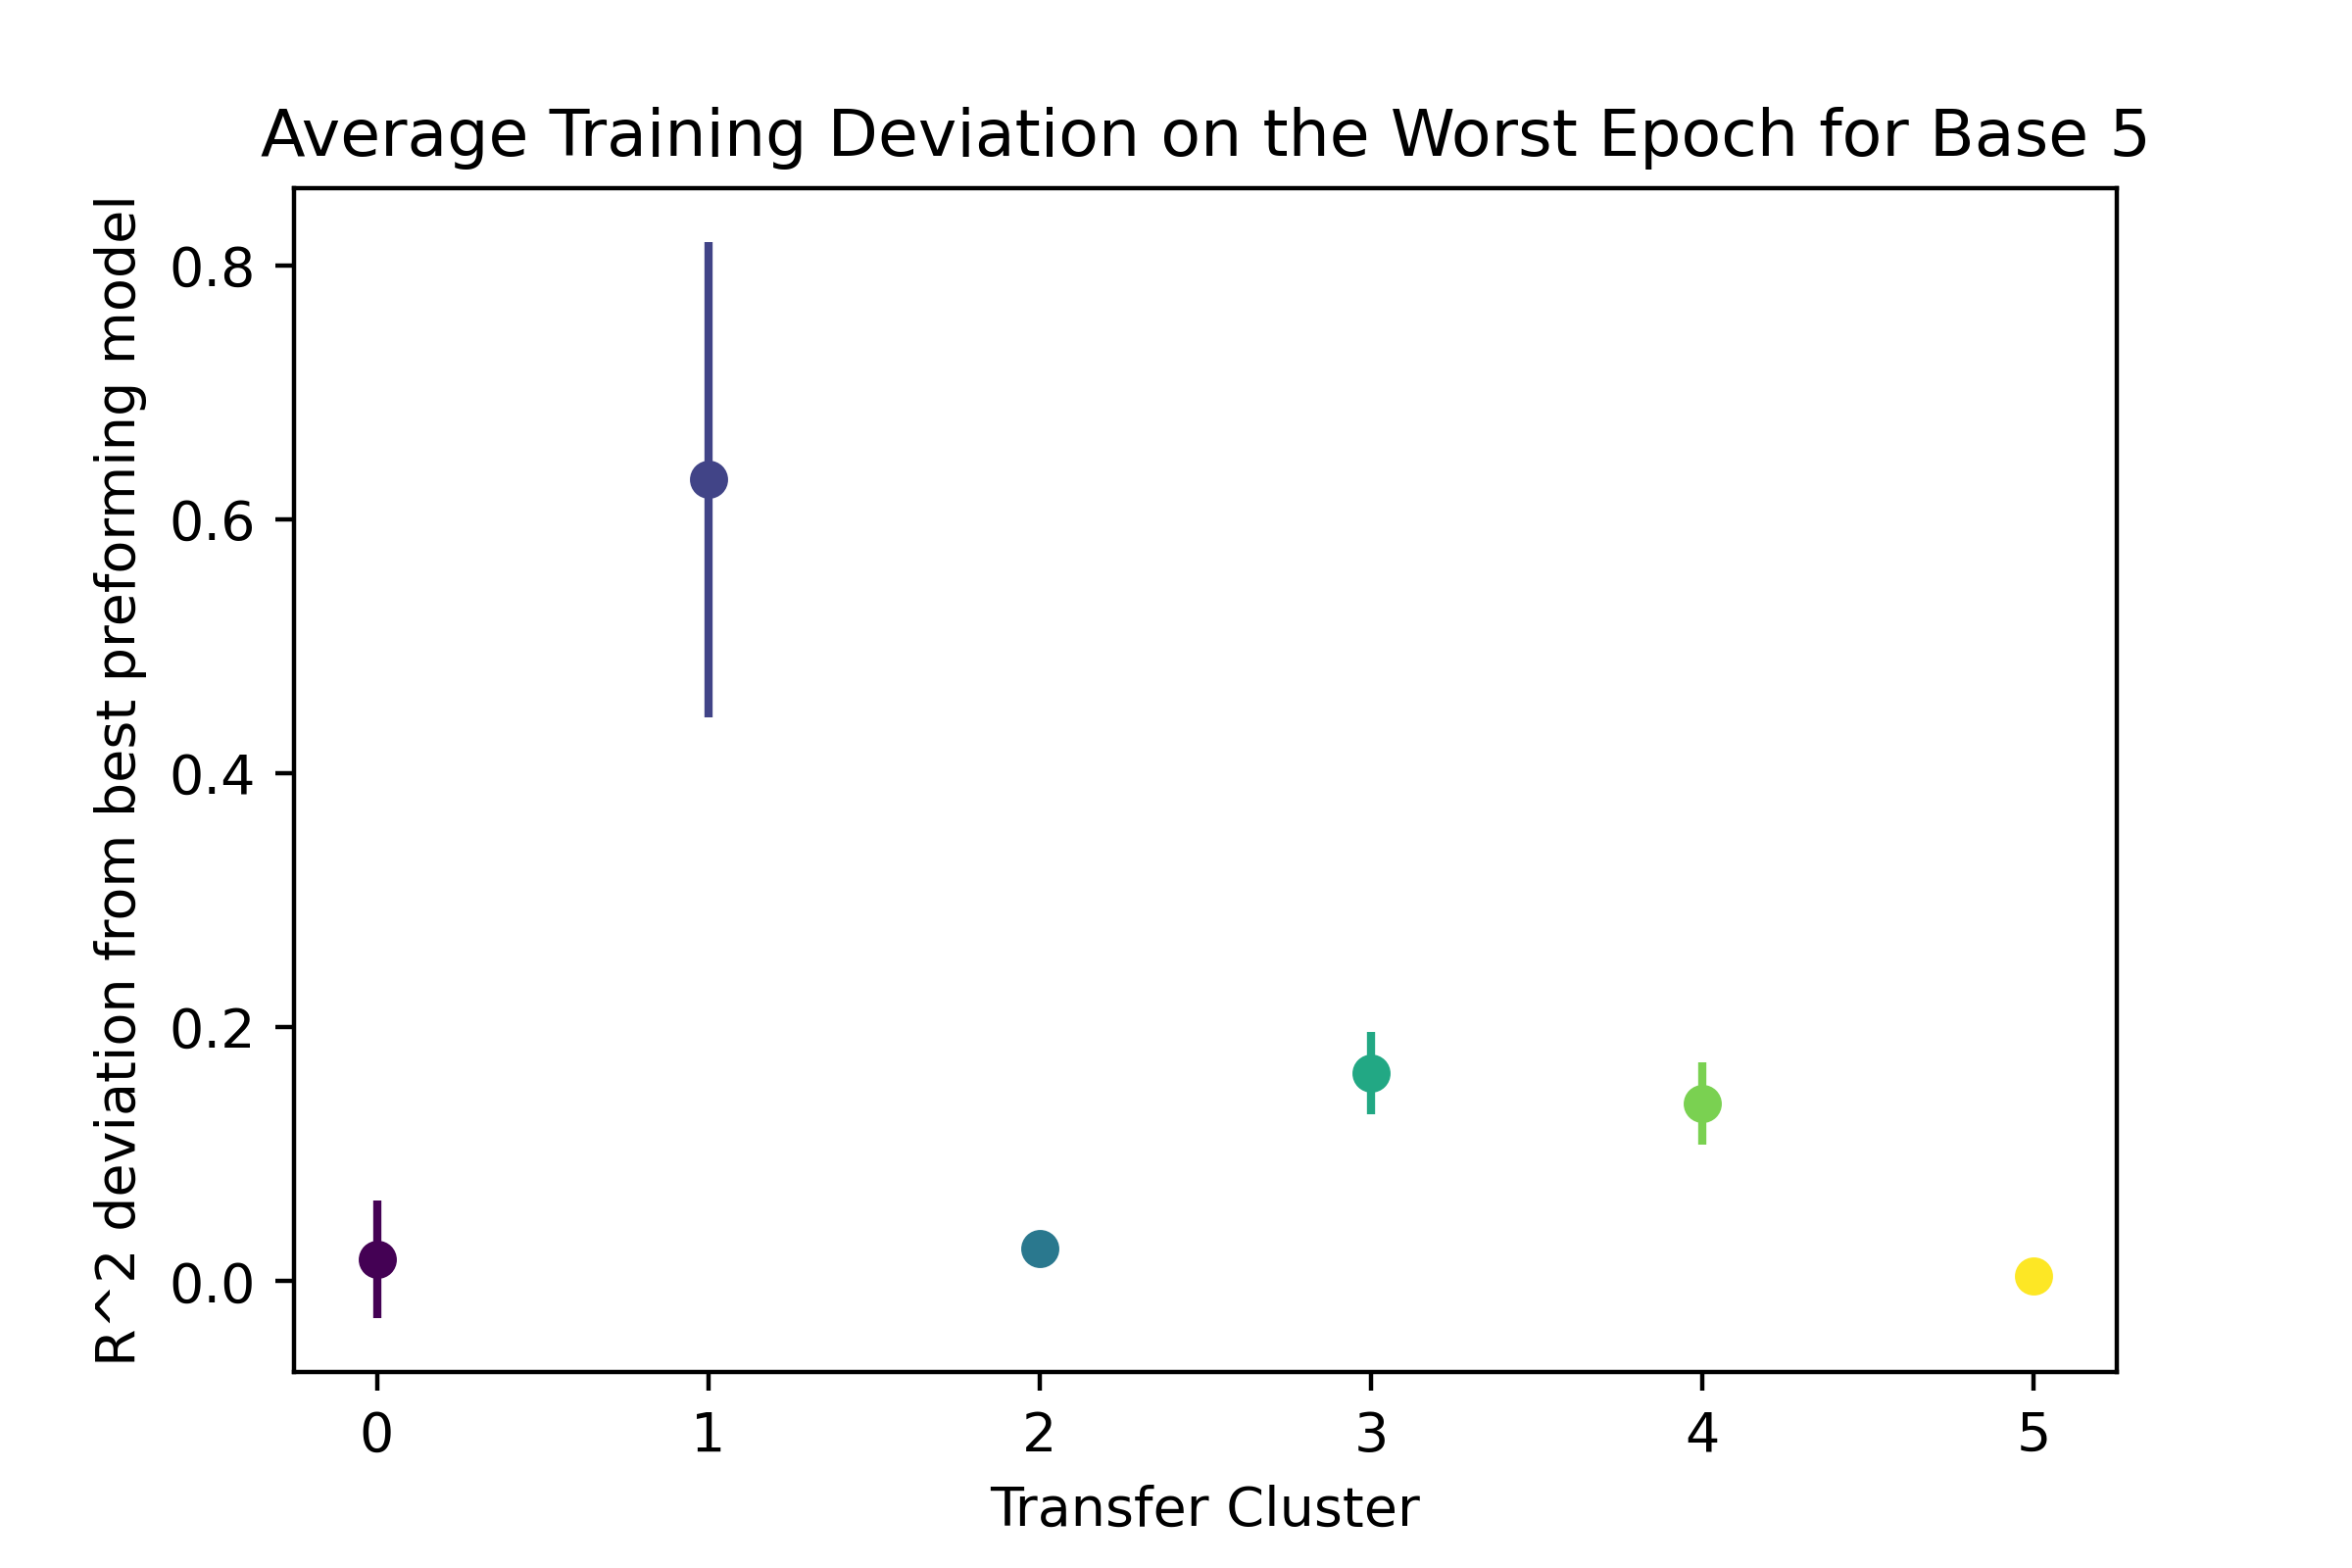 Average Training Deviation on the Worst Epoch for Base 5
R^2 deviation from best preforming model
0.8
0.6
0.4
0.2
0.0
0 1 2 3 4 5
Transfer Cluster